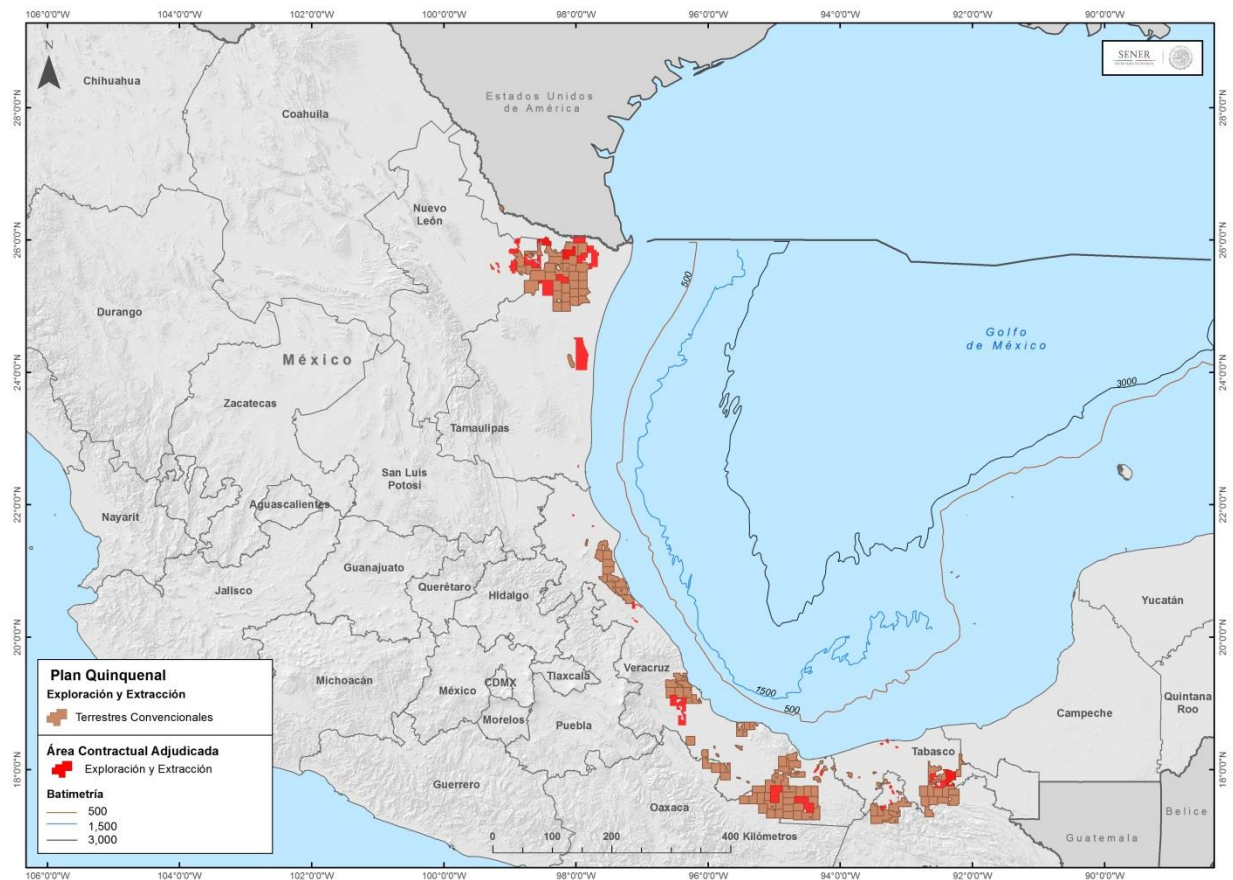 106°0'0"W
104°0'0"W
102°0'0"W
100°0'0"W
98°0'0"W
96°0'0"W
94°0'0"W
92°0'0"W
90°0'0"W
N
SENER
28°0'0"N
26°0'0"N
24°0'0"N
22°0'0"N
20°0'0"N
18°0'0"N
28°0'0"N
26°0'0"N
24°0'0"N
22°0'0"N
20°0'0"N
18°0'0"N
Chihuahua
Coahuila
Estados Unidos
de América
Nuevo
León
Durango
México
Zacatecas
Tamaulipas
San Luis
Potosí
Nayarit
Aguascalientes
Golfo
de México
500
3000
Jalisco
Guanajuato
Querétaro
Hidalgo
Yucatán
Michoacán
México
CDMX
Tlaxcala
Veracruz
Morelos
Puebla
1500
500
Campeche
Quintana
Roo
Guerrero
Oaxaca
Tabasco
Guatemala
Belice
0 100 200 400 Kilómetros
Plan Quinquenal
Exploración y Extracción
Terrestres Convencionales
Área Contractual Adjudicada
Exploración y Extracción
Batimetría
500
1,500
3,000
106°0'0"W
104°0'0"W
102°0'0"W
100°0'0"W
98°0'0"W
96°0'0"W
94°0'0"W
92°0'0"W
90°0'0"W